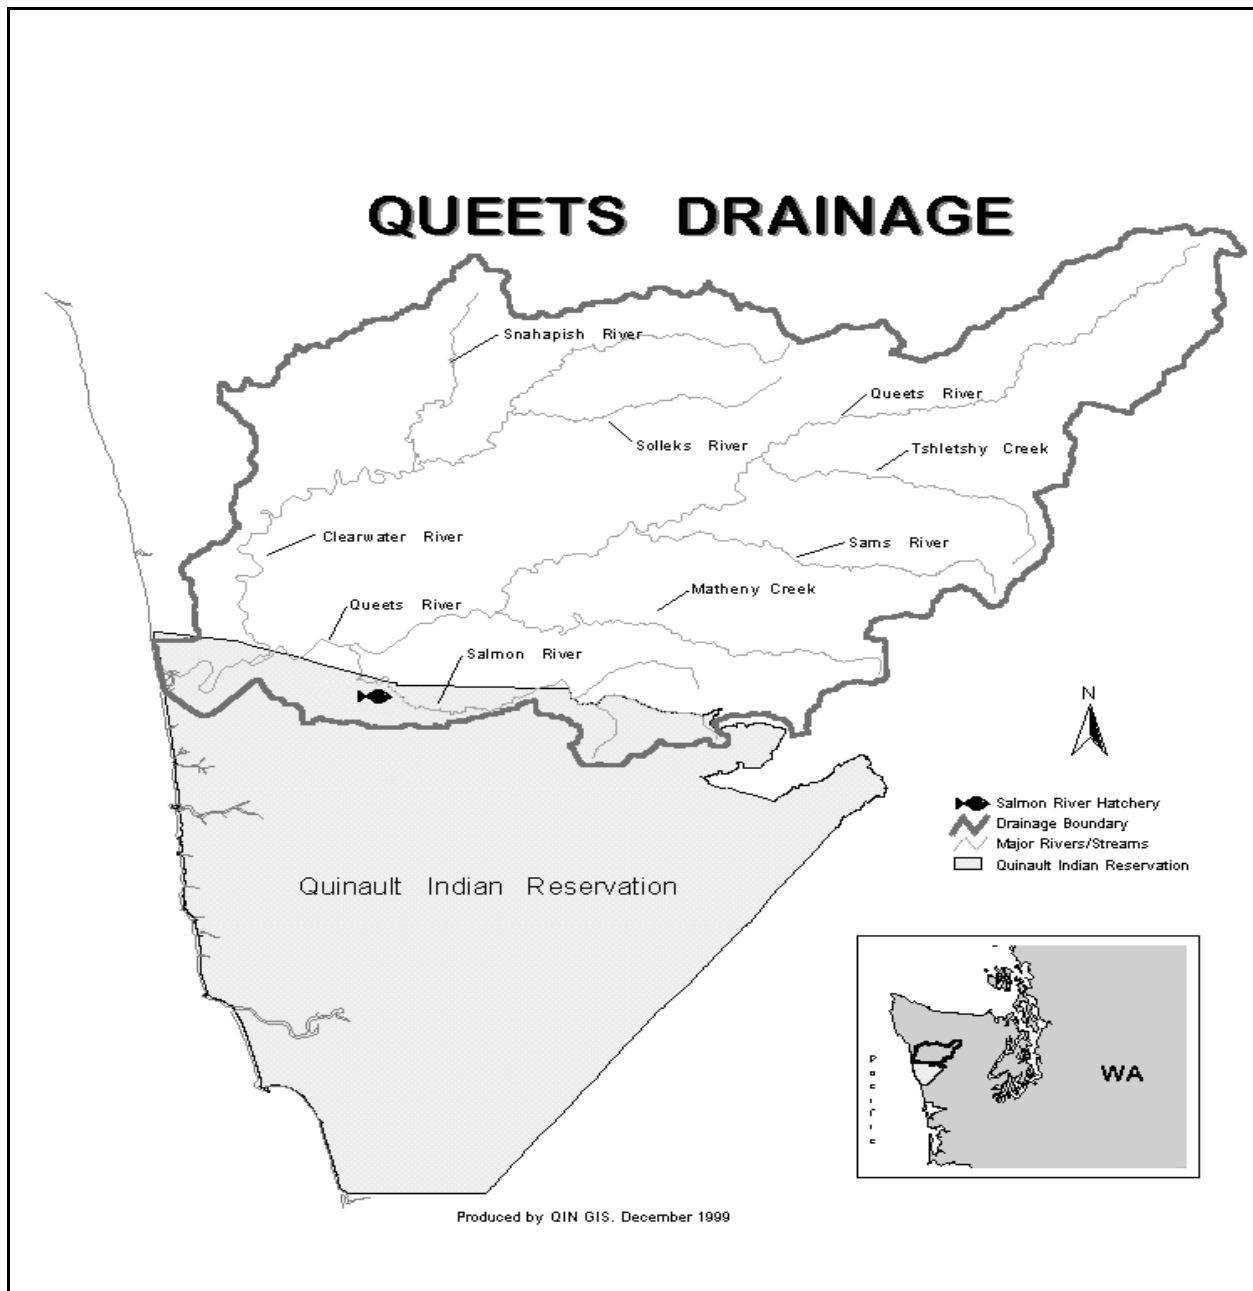 QUEETS DRAINAGE
Snahapish River
Queets River
Solleks River
Tshletshy Creek
Clearwater River
Sams River
Matheny Creek
Queets River
Salmon River
N
Salmon River Hatchery
Drainage Boundary
Major Rivers/Streams
Quinault Indian Reservation
Quinault Indian Reservation
Pacific
WA
Produced by QIN GIS. December 1999